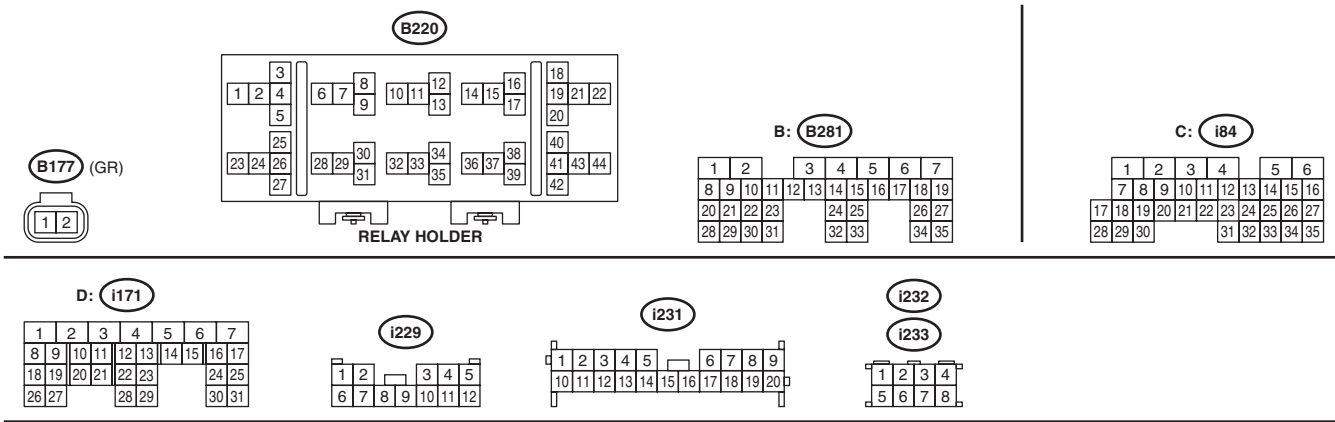 B220
3 18
8 12 16
1 2 4 6 7 10 11 14 15 19 21 22
9 13 17
5 20
25 40
30 34 38
23 24 26 28 29 32 33 36 37 41 43 44
31 35 39
27 42
RELAY HOLDER
B177 (GR)
1 2
B: B281
1 2 3 4 5 6 7
8 9 10 11 12 13 14 15 16 17 18 19
20 21 22 23 24 25 26 27
28 29 30 31 32 33 34 35
C: i84
1 2 3 4 5 6
7 8 9 10 11 12 13 14 15 16
17 18 19 20 21 22 23 24 25 26 27
28 29 30 31 32 33 34 35
D: i171
1 2 3 4 5 6 7
8 9 10 11 12 13 14 15 16 17
18 19 20 21 22 23 24 25
26 27 28 29 30 31
i229
1 2 3 4 5
6 7 8 9 10 11 12
i231
1 2 3 4 5 6 7 8 9
10 11 12 13 14 15 16 17 18 19 20
i232
i233
1 2 3 4
5 6 7 8